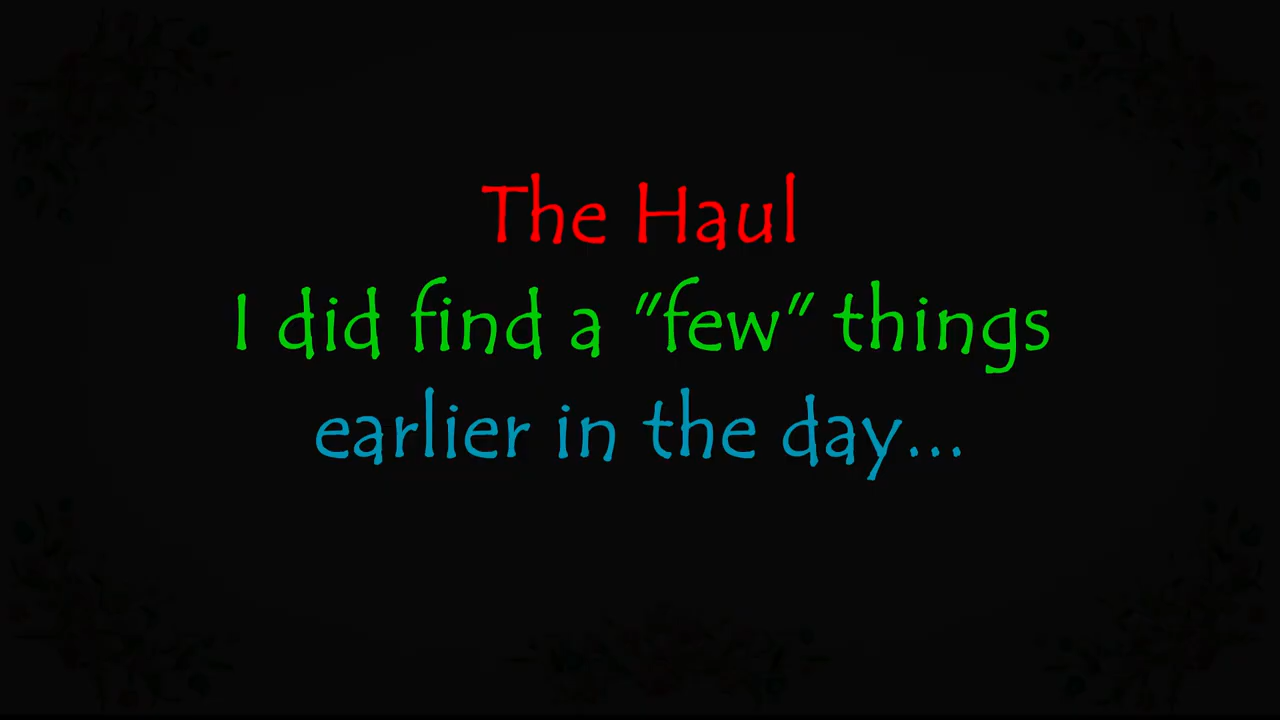 The Haul
I did find a "few" things
earlier in the day...